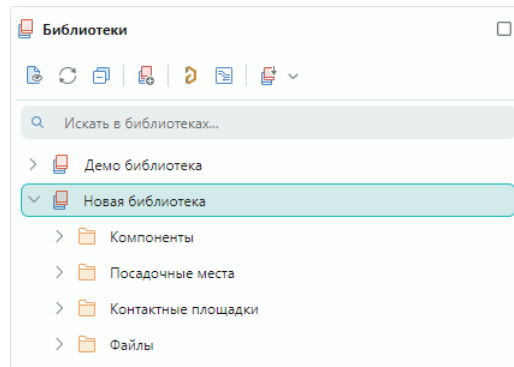 Библиотеки
Искать в библиотеках...
Демо библиотека
Новая библиотека
Компоненты
Посадочные места
Контактные площадки
Файлы